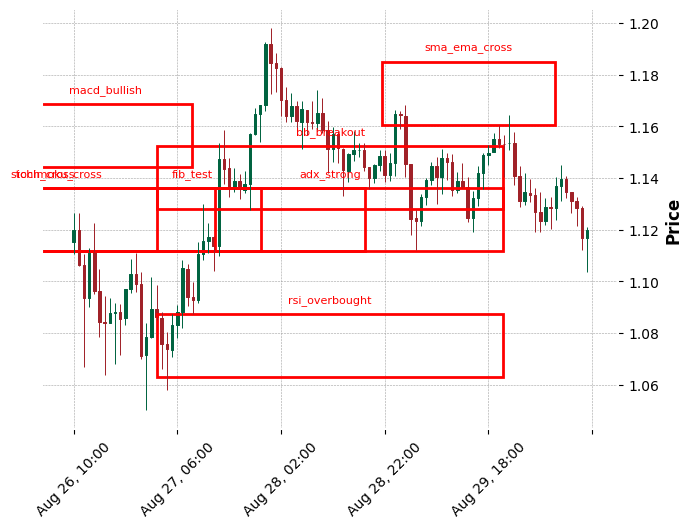 1.20
sma_ema_cross
1.18
macd_bullish
1.16
bb_breakout
1.14
fib_test
adx_strong
1.12
Price
1.10
rsi_overbought
1.08
1.06
Aug 26, 10:00
Aug 27, 06:00
Aug 28, 02:00
Aug 28, 22:00
Aug 29, 18:00